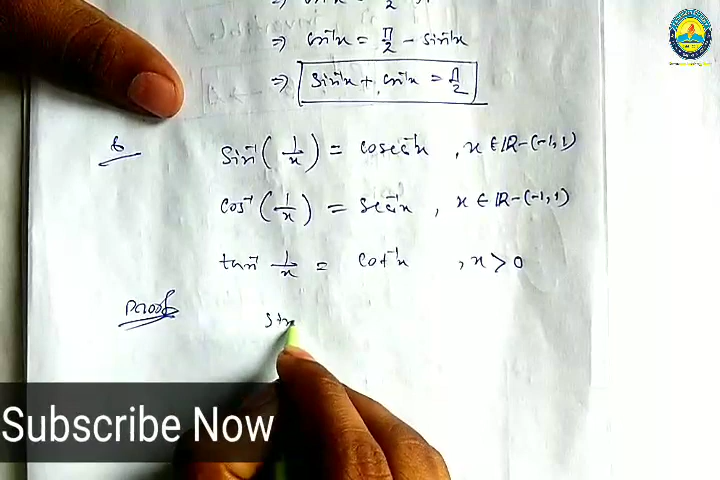 ⇒ cos⁻¹x = π/2 - sin⁻¹x
⇒ sin⁻¹x + cos⁻¹x = π/2
6
sin⁻¹(1/x) = cosec⁻¹x , x ∈ R-(-1,1)
cos⁻¹(1/x) = sec⁻¹x , x ∈ R-(-1,1)
tan⁻¹ 1/x = cot⁻¹x , x > 0
Proof
Sin
Subscribe Now